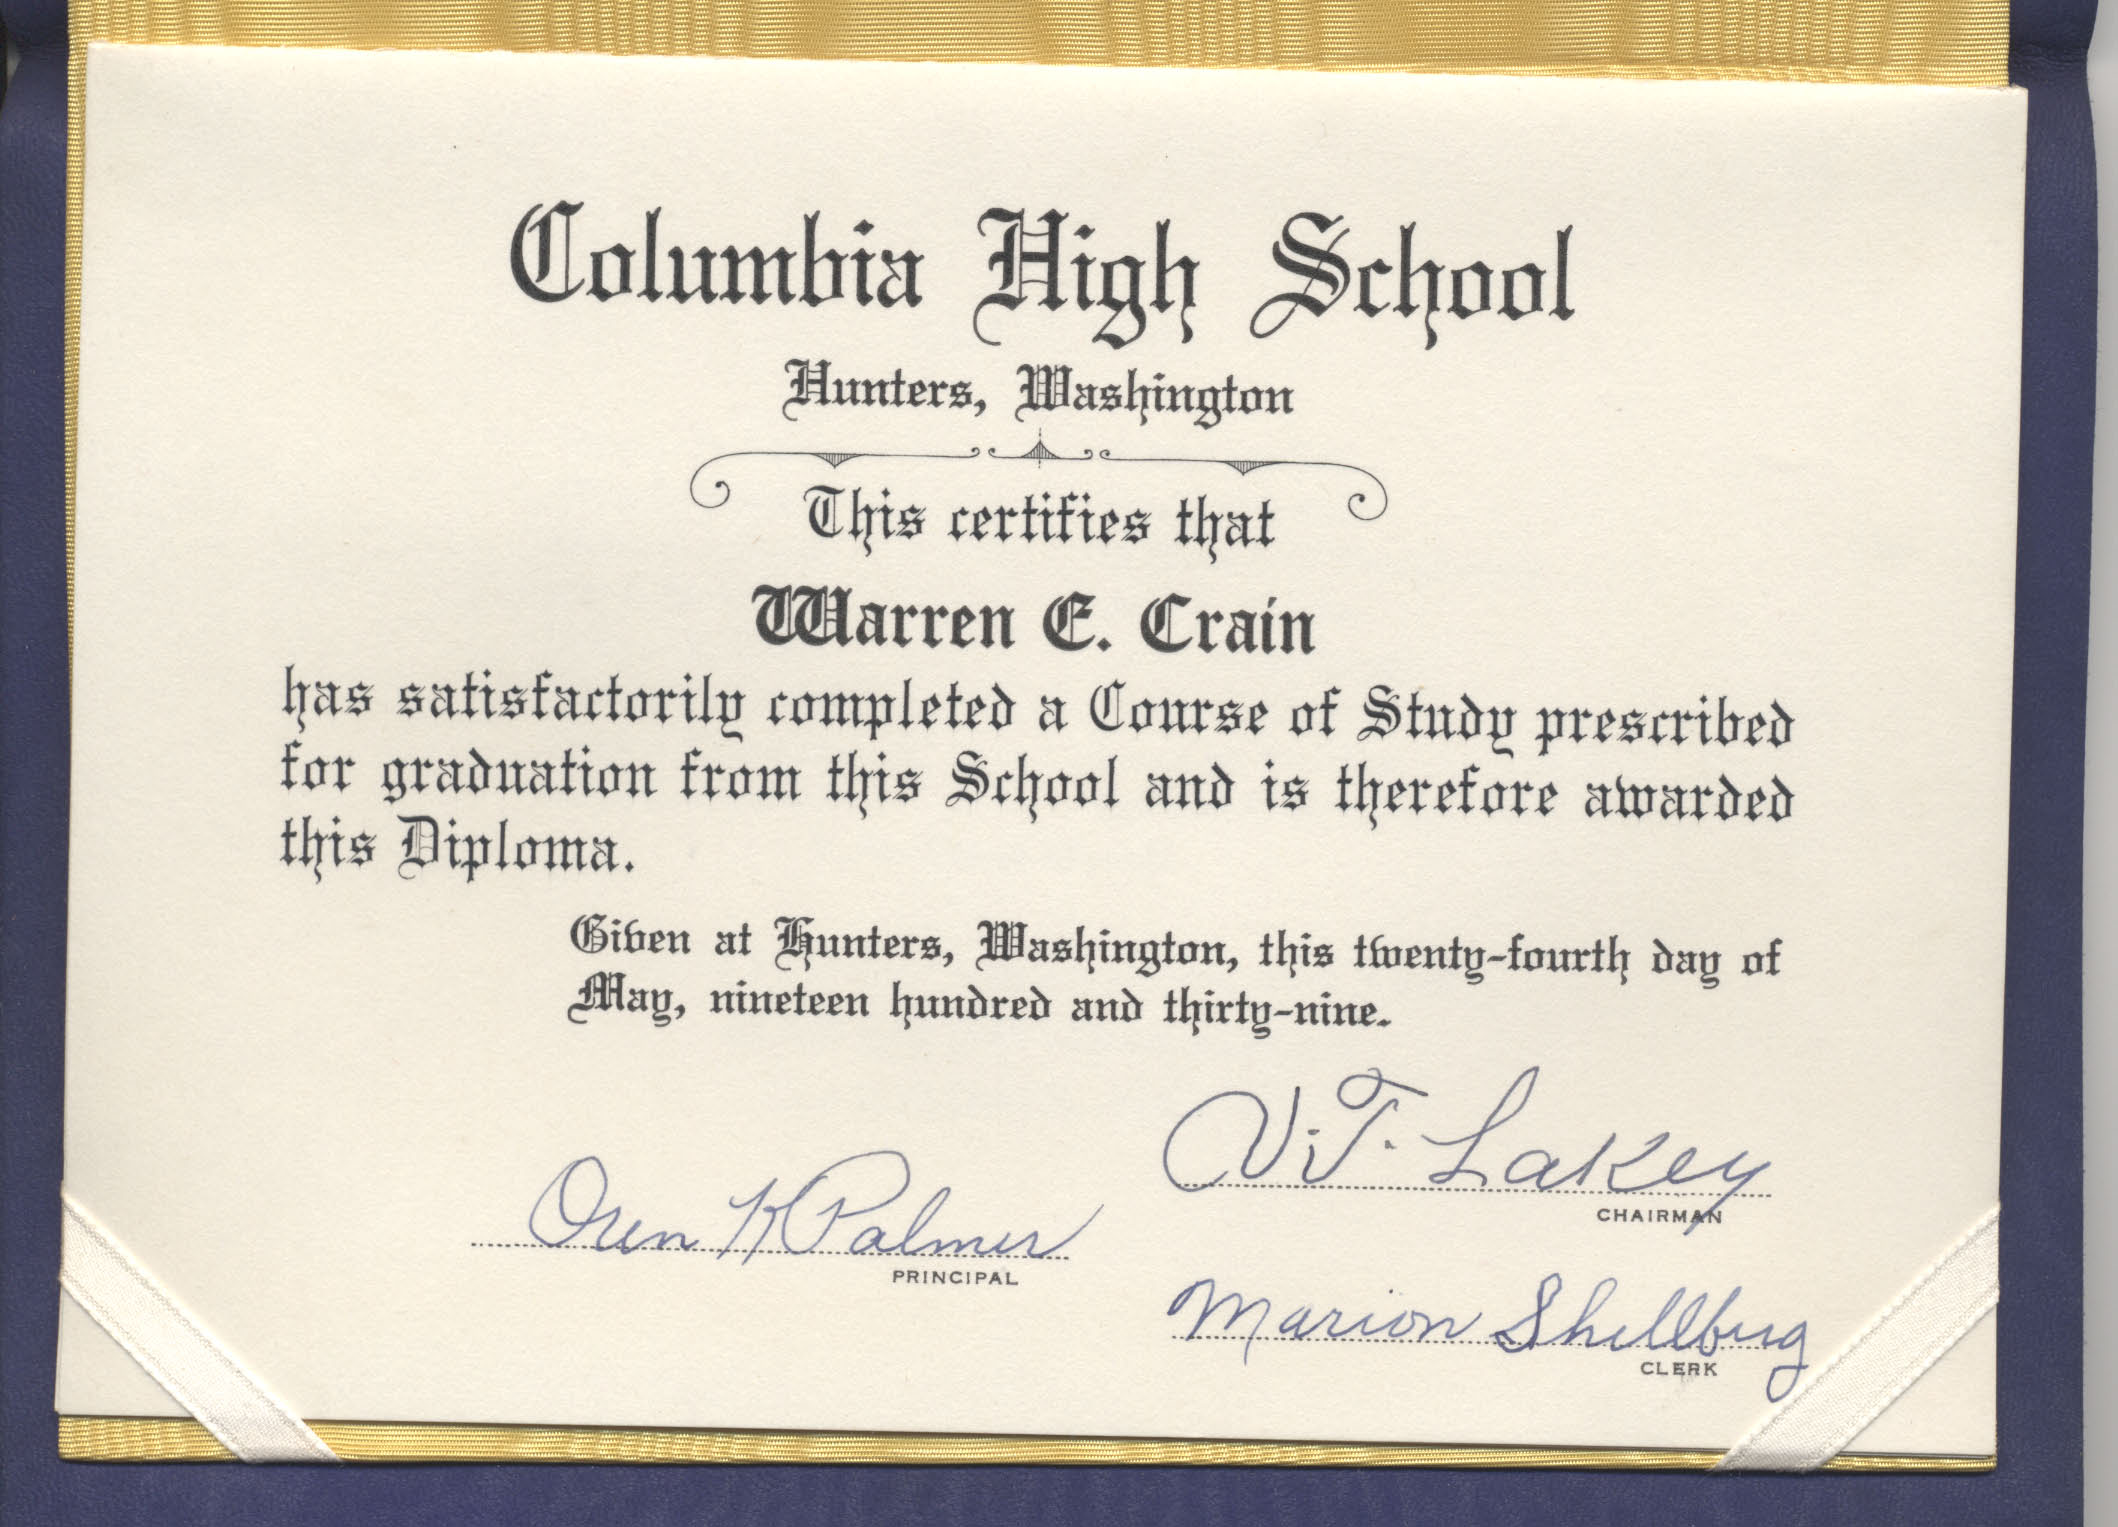 Columbia High School
Hunters, Washington
This certifies that
Warren E. Crain
has satisfactorily completed a Course of Study prescribed
for graduation from this School and is therefore awarded
this Diploma.
Given at Hunters, Washington, this twenty-fourth day of
May, nineteen hundred and thirty-nine.
V. T. Lakey
CHAIRMAN
Oren K Palmer
PRINCIPAL
Marion Shellburg
CLERK